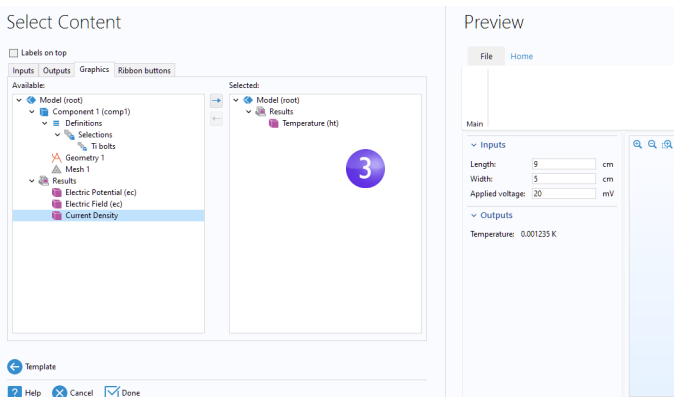 Select Content
Labels on top
Inputs Outputs Graphics Ribbon buttons
Available:
Model (root)
Component 1 (comp1)
Definitions
Selections
Ti bolts
Geometry 1
Mesh 1
Results
Electric Potential (ec)
Electric Field (ec)
Current Density
Selected:
Model (root)
Results
Temperature (ht)
3
Template
? Help Cancel Done
Preview
File Home
Main
Inputs
Length: 9 cm
Width: 5 cm
Applied voltage: 20 mV
Outputs
Temperature: 0.001235 K